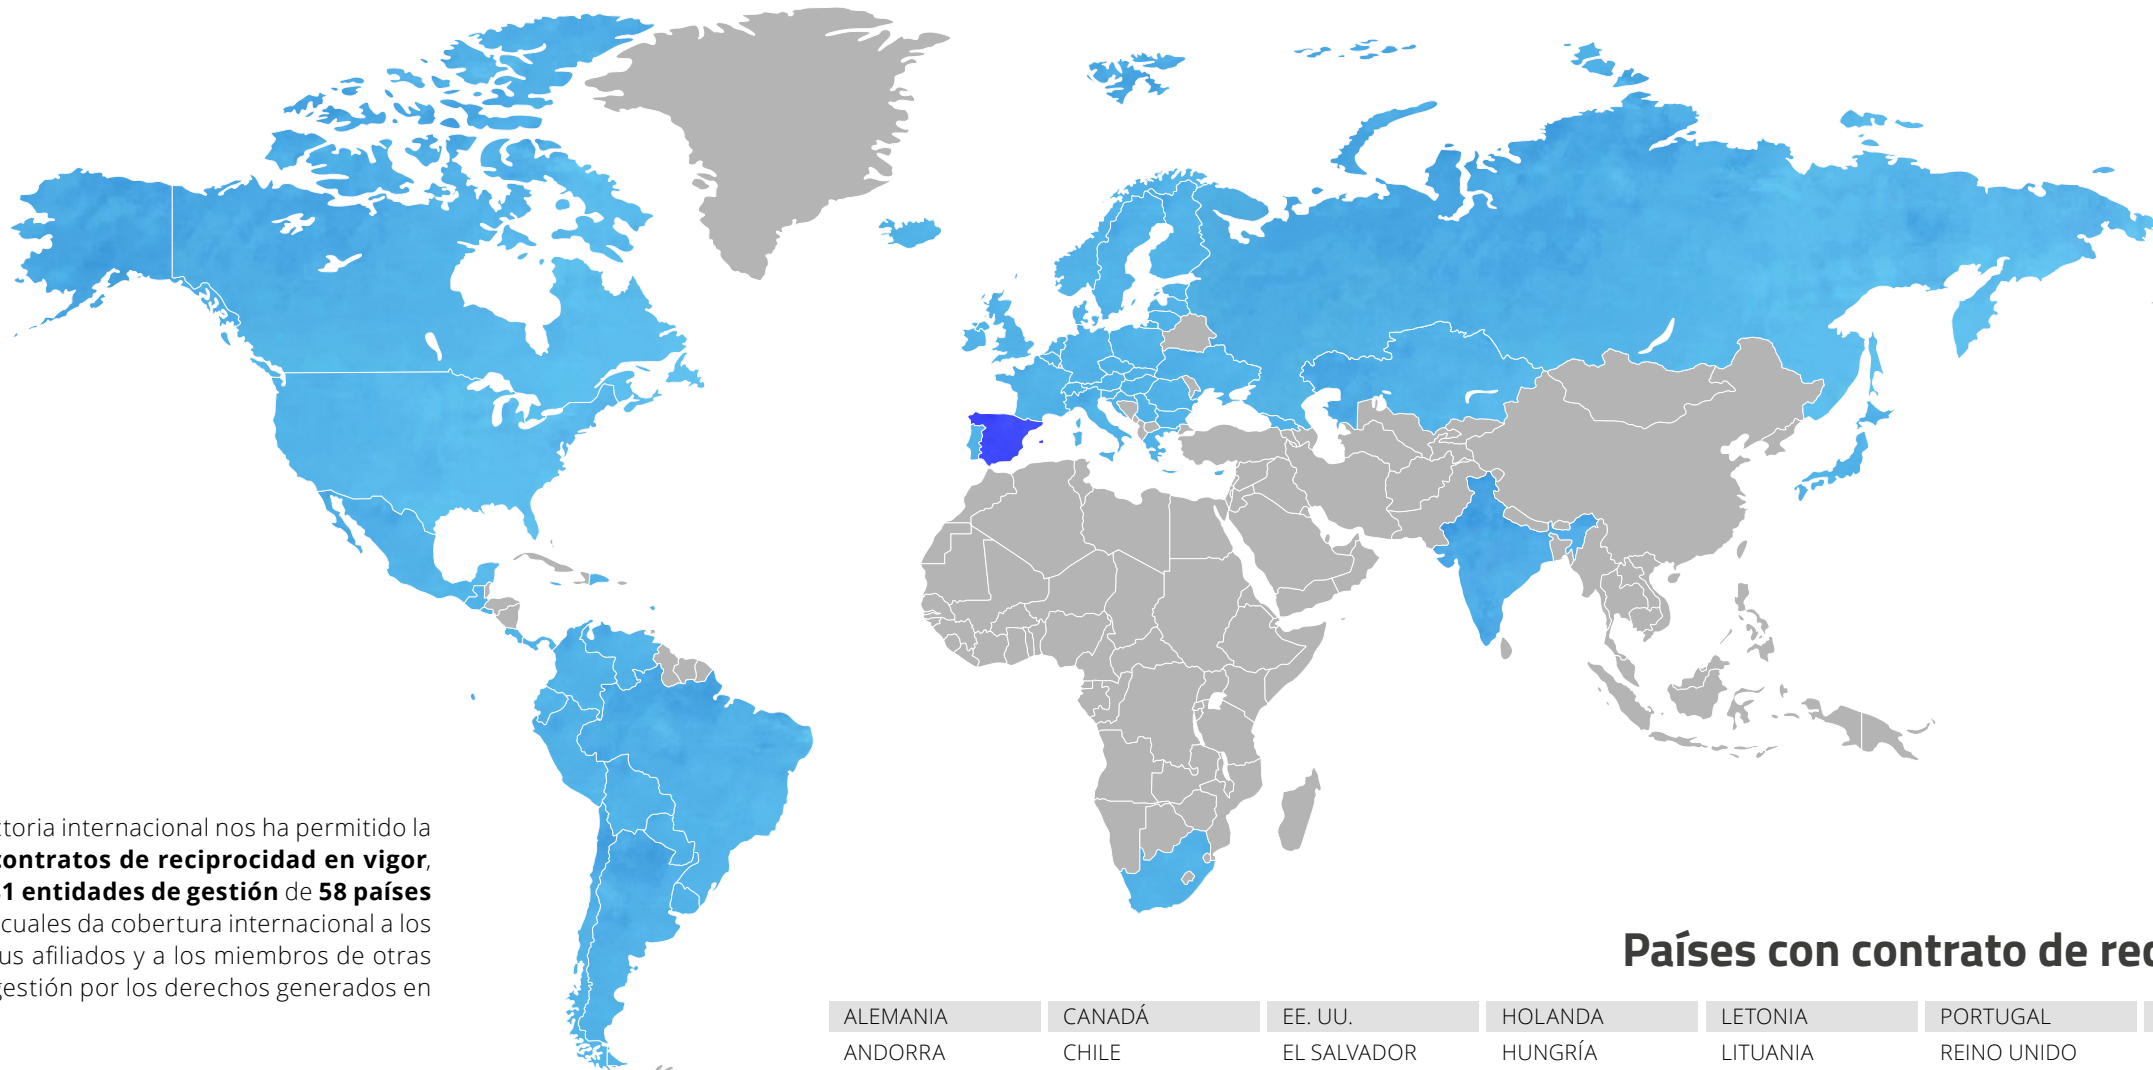 toria internacional nos ha permitido la
contratos de reciprocidad en vigor,
1 entidades de gestión de 58 países
cuales da cobertura internacional a los
us afiliados y a los miembros de otras
gestión por los derechos generados en
Países con contrato de rec
ALEMANIA CANADÁ EE. UU. HOLANDA LETONIA PORTUGAL
ANDORRA CHILE EL SALVADOR HUNGRÍA LITUANIA REINO UNIDO